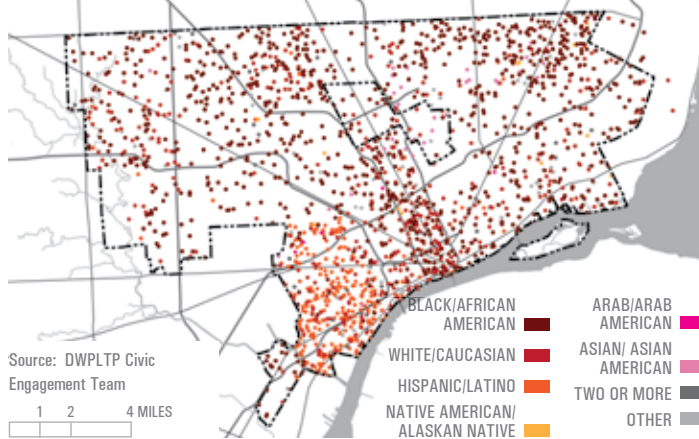 BLACK/AFRICAN
AMERICAN
WHITE/CAUCASIAN
HISPANIC/LATINO
NATIVE AMERICAN/
ALASKAN NATIVE
ARAB/ARAB
AMERICAN
ASIAN/ ASIAN
AMERICAN
TWO OR MORE
OTHER
Source: DWPLTP Civic
Engagement Team
1 2 4 MILES